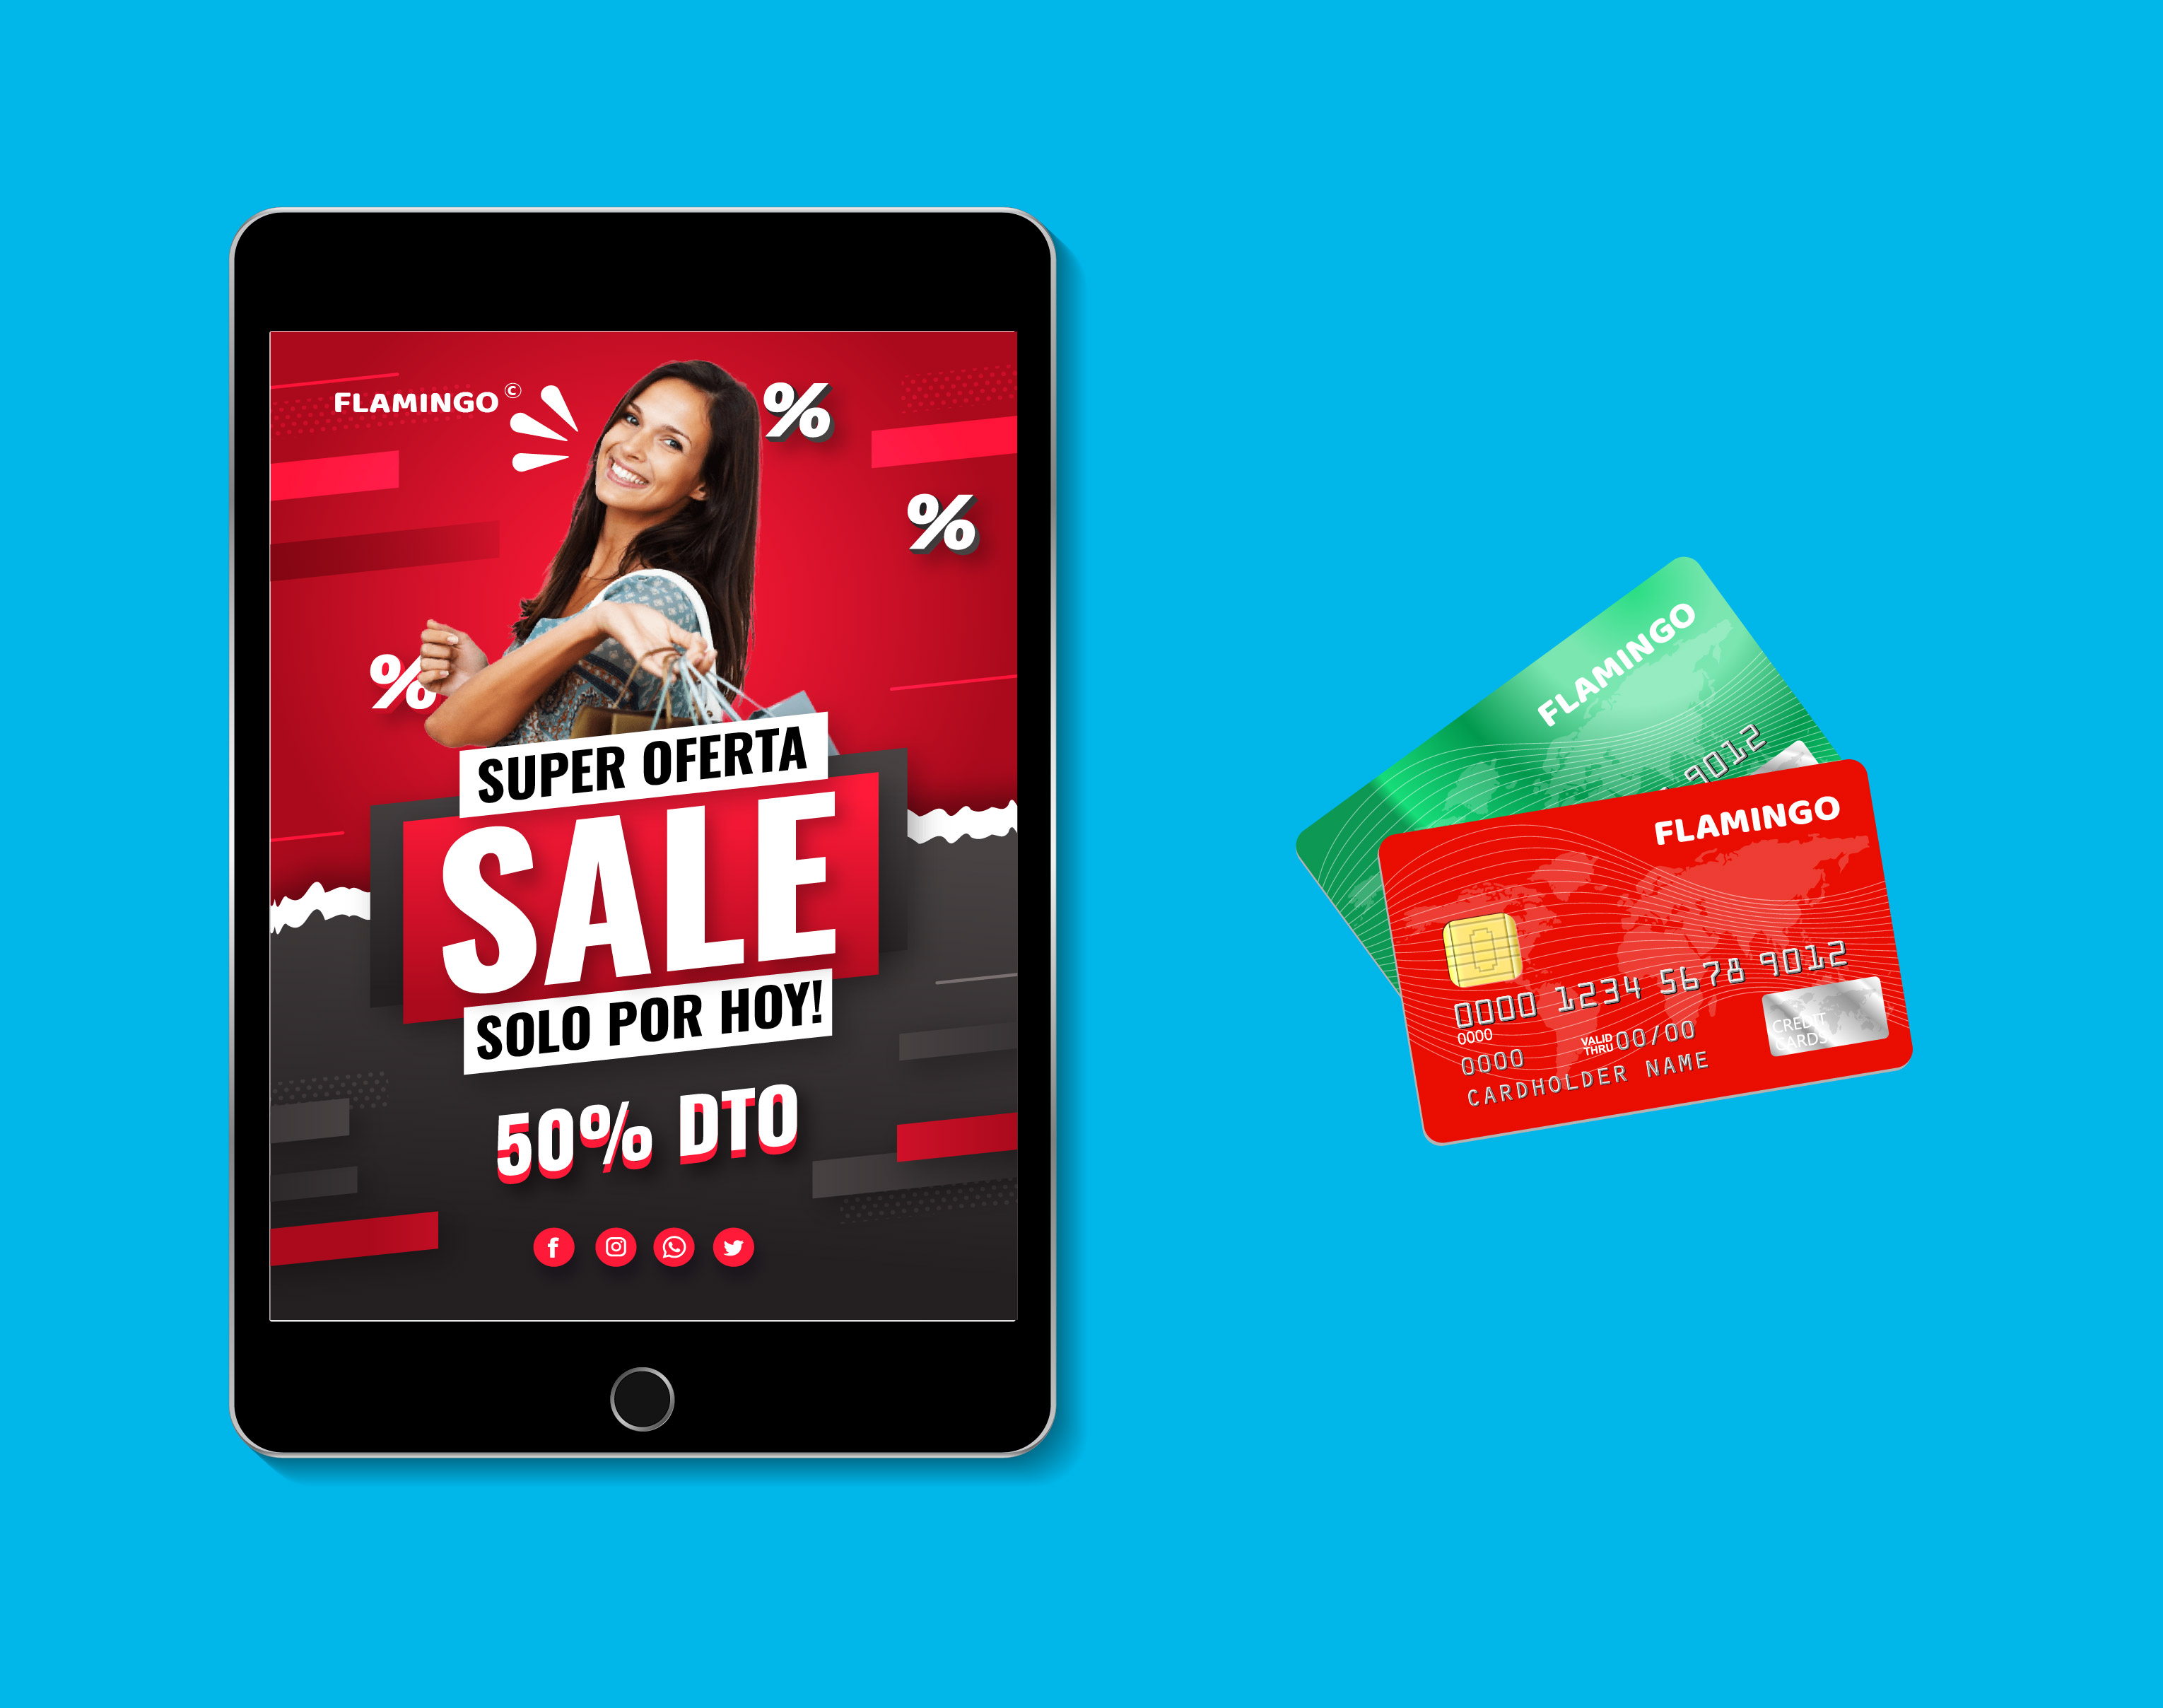 FLAMINGO ©
%
%
%
SUPER OFERTA
SALE
SOLO POR HOY!
50% DTO
FLAMINGO
9012
FLAMINGO
0000 1234 5678 9012
0000
0000 VALID THRU 00/00
CARDHOLDER NAME
CREDIT
CARDS